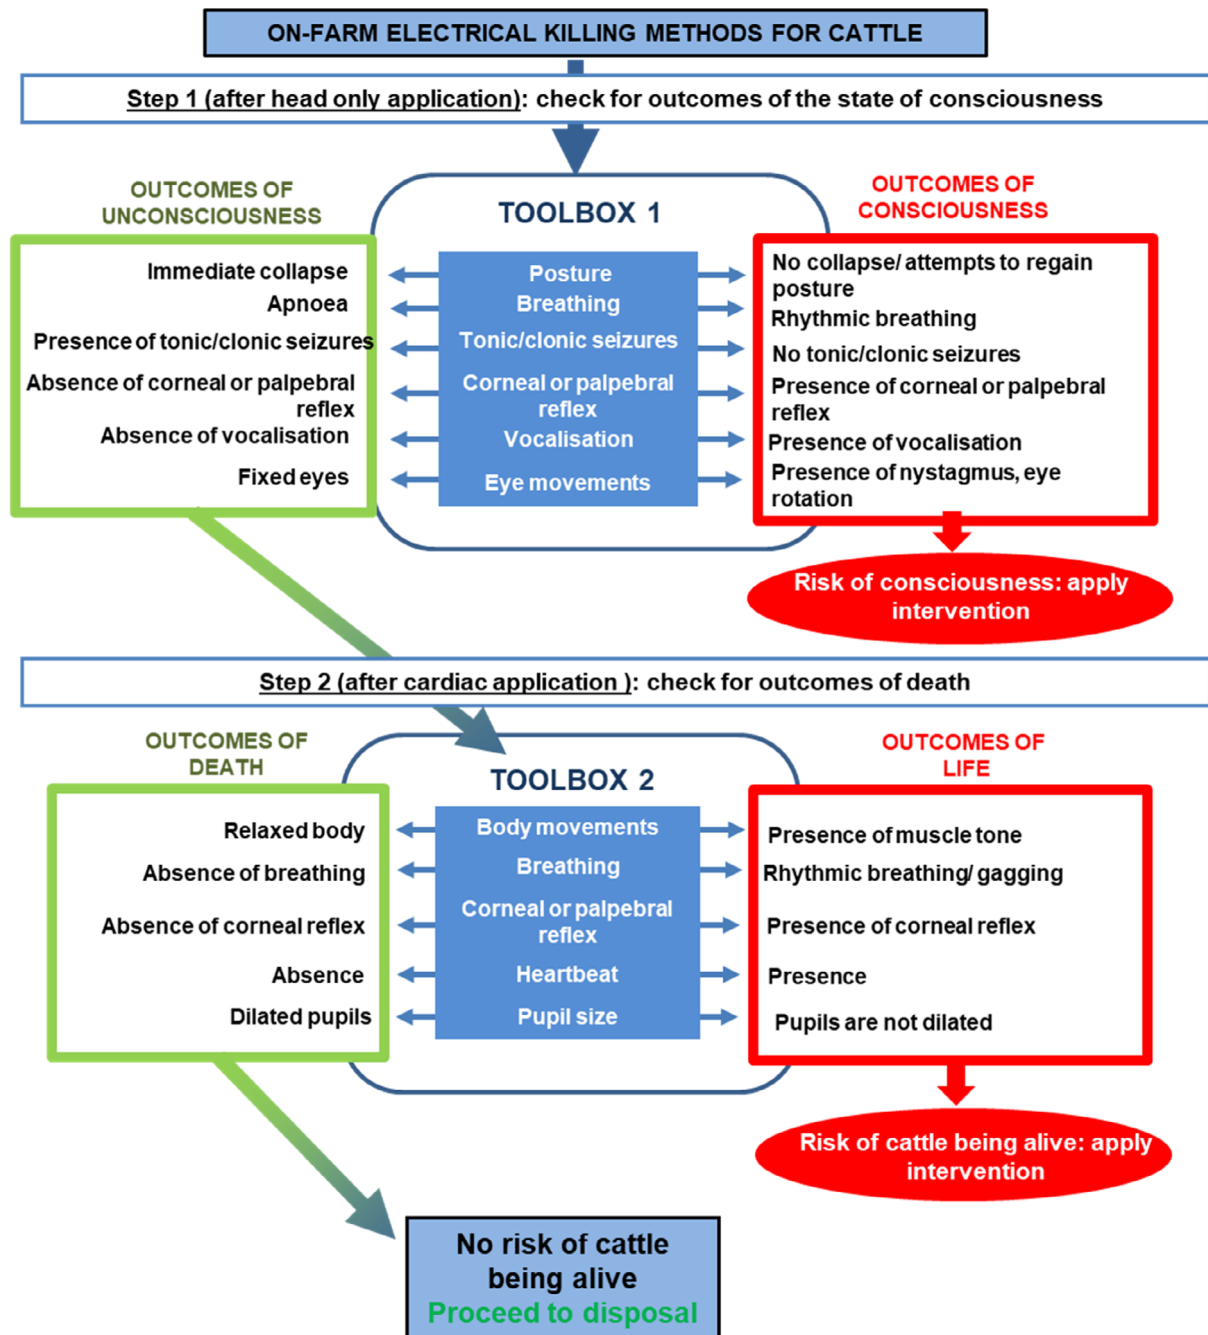 ON-FARM ELECTRICAL KILLING METHODS FOR CATTLE
Step 1 (after head only application): check for outcomes of the state of consciousness
OUTCOMES OF
UNCONSCIOUSNESS
TOOLBOX 1
OUTCOMES OF
CONSCIOUSNESS
Immediate collapse
Apnoea
Presence of tonic/clonic seizures
Absence of corneal or palpebral
reflex
Absence of vocalisation
Fixed eyes
Posture
Breathing
Tonic/clonic seizures
Corneal or palpebral
reflex
Vocalisation
Eye movements
No collapse/ attempts to regain
posture
Rhythmic breathing
No tonic/clonic seizures
Presence of corneal or palpebral
reflex
Presence of vocalisation
Presence of nystagmus, eye
rotation
Risk of consciousness: apply
intervention
Step 2 (after cardiac application ): check for outcomes of death
OUTCOMES OF
DEATH
TOOLBOX 2
OUTCOMES OF
LIFE
Relaxed body
Absence of breathing
Absence of corneal reflex
Absence
Dilated pupils
Body movements
Breathing
Corneal or palpebral
reflex
Heartbeat
Pupil size
Presence of muscle tone
Rhythmic breathing/ gagging
Presence of corneal reflex
Presence
Pupils are not dilated
Risk of cattle being alive: apply
intervention
No risk of cattle
being alive
Proceed to disposal